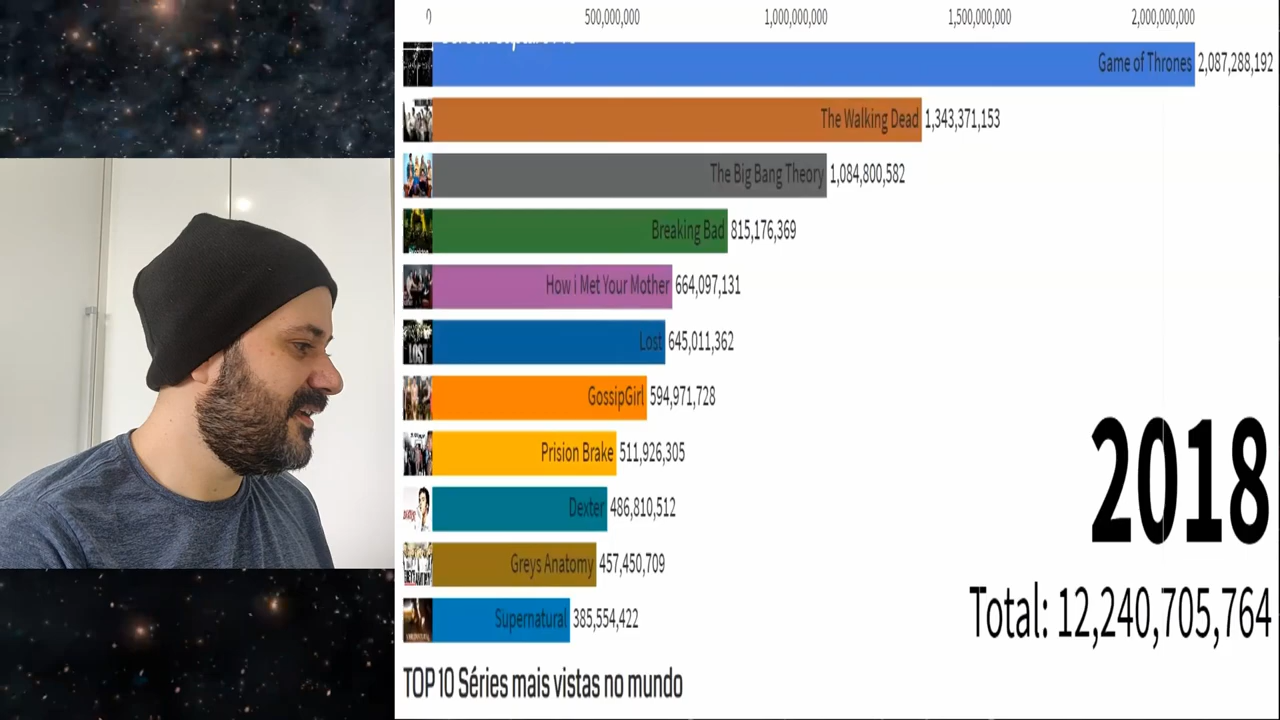 0 500,000,000 1,000,000,000 1,500,000,000 2,000,000,000
Game of Thrones 2,087,288,192
The Walking Dead 1,343,371,153
The Big Bang Theory 1,084,800,582
Breaking Bad 815,176,369
How i Met Your Mother 664,097,131
Lost 645,011,362
GossipGirl 594,971,728
Prision Brake 511,926,305
Dexter 486,810,512
Greys Anatomy 457,450,709
Supernatural 385,554,422
2018
Total: 12,240,705,764
TOP 10 Séries mais vistas no mundo